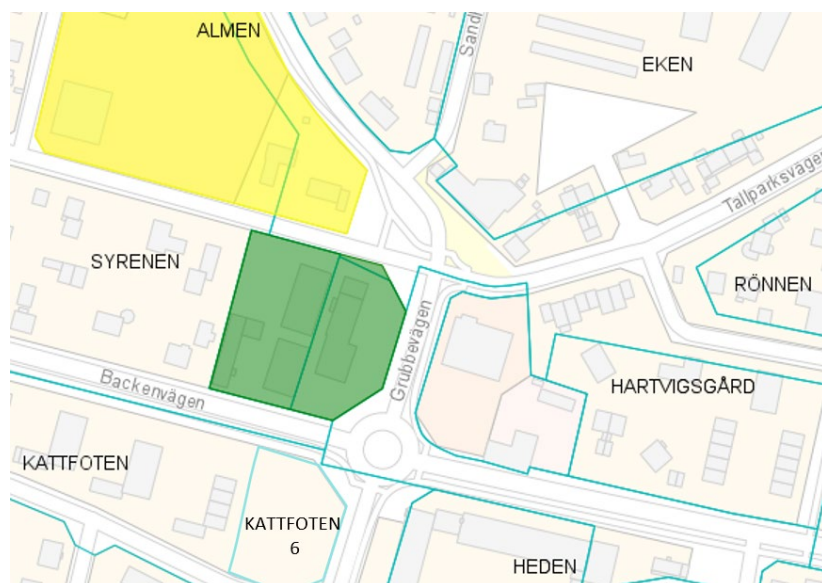 ALMEN
Sand
EKEN
Tallparksvägen
SYRENEN
RÖNNEN
Grubbevägen
Backenvägen
HARTVIGSGÅRD
KATTFOTEN
KATTFOTEN
6
HEDEN